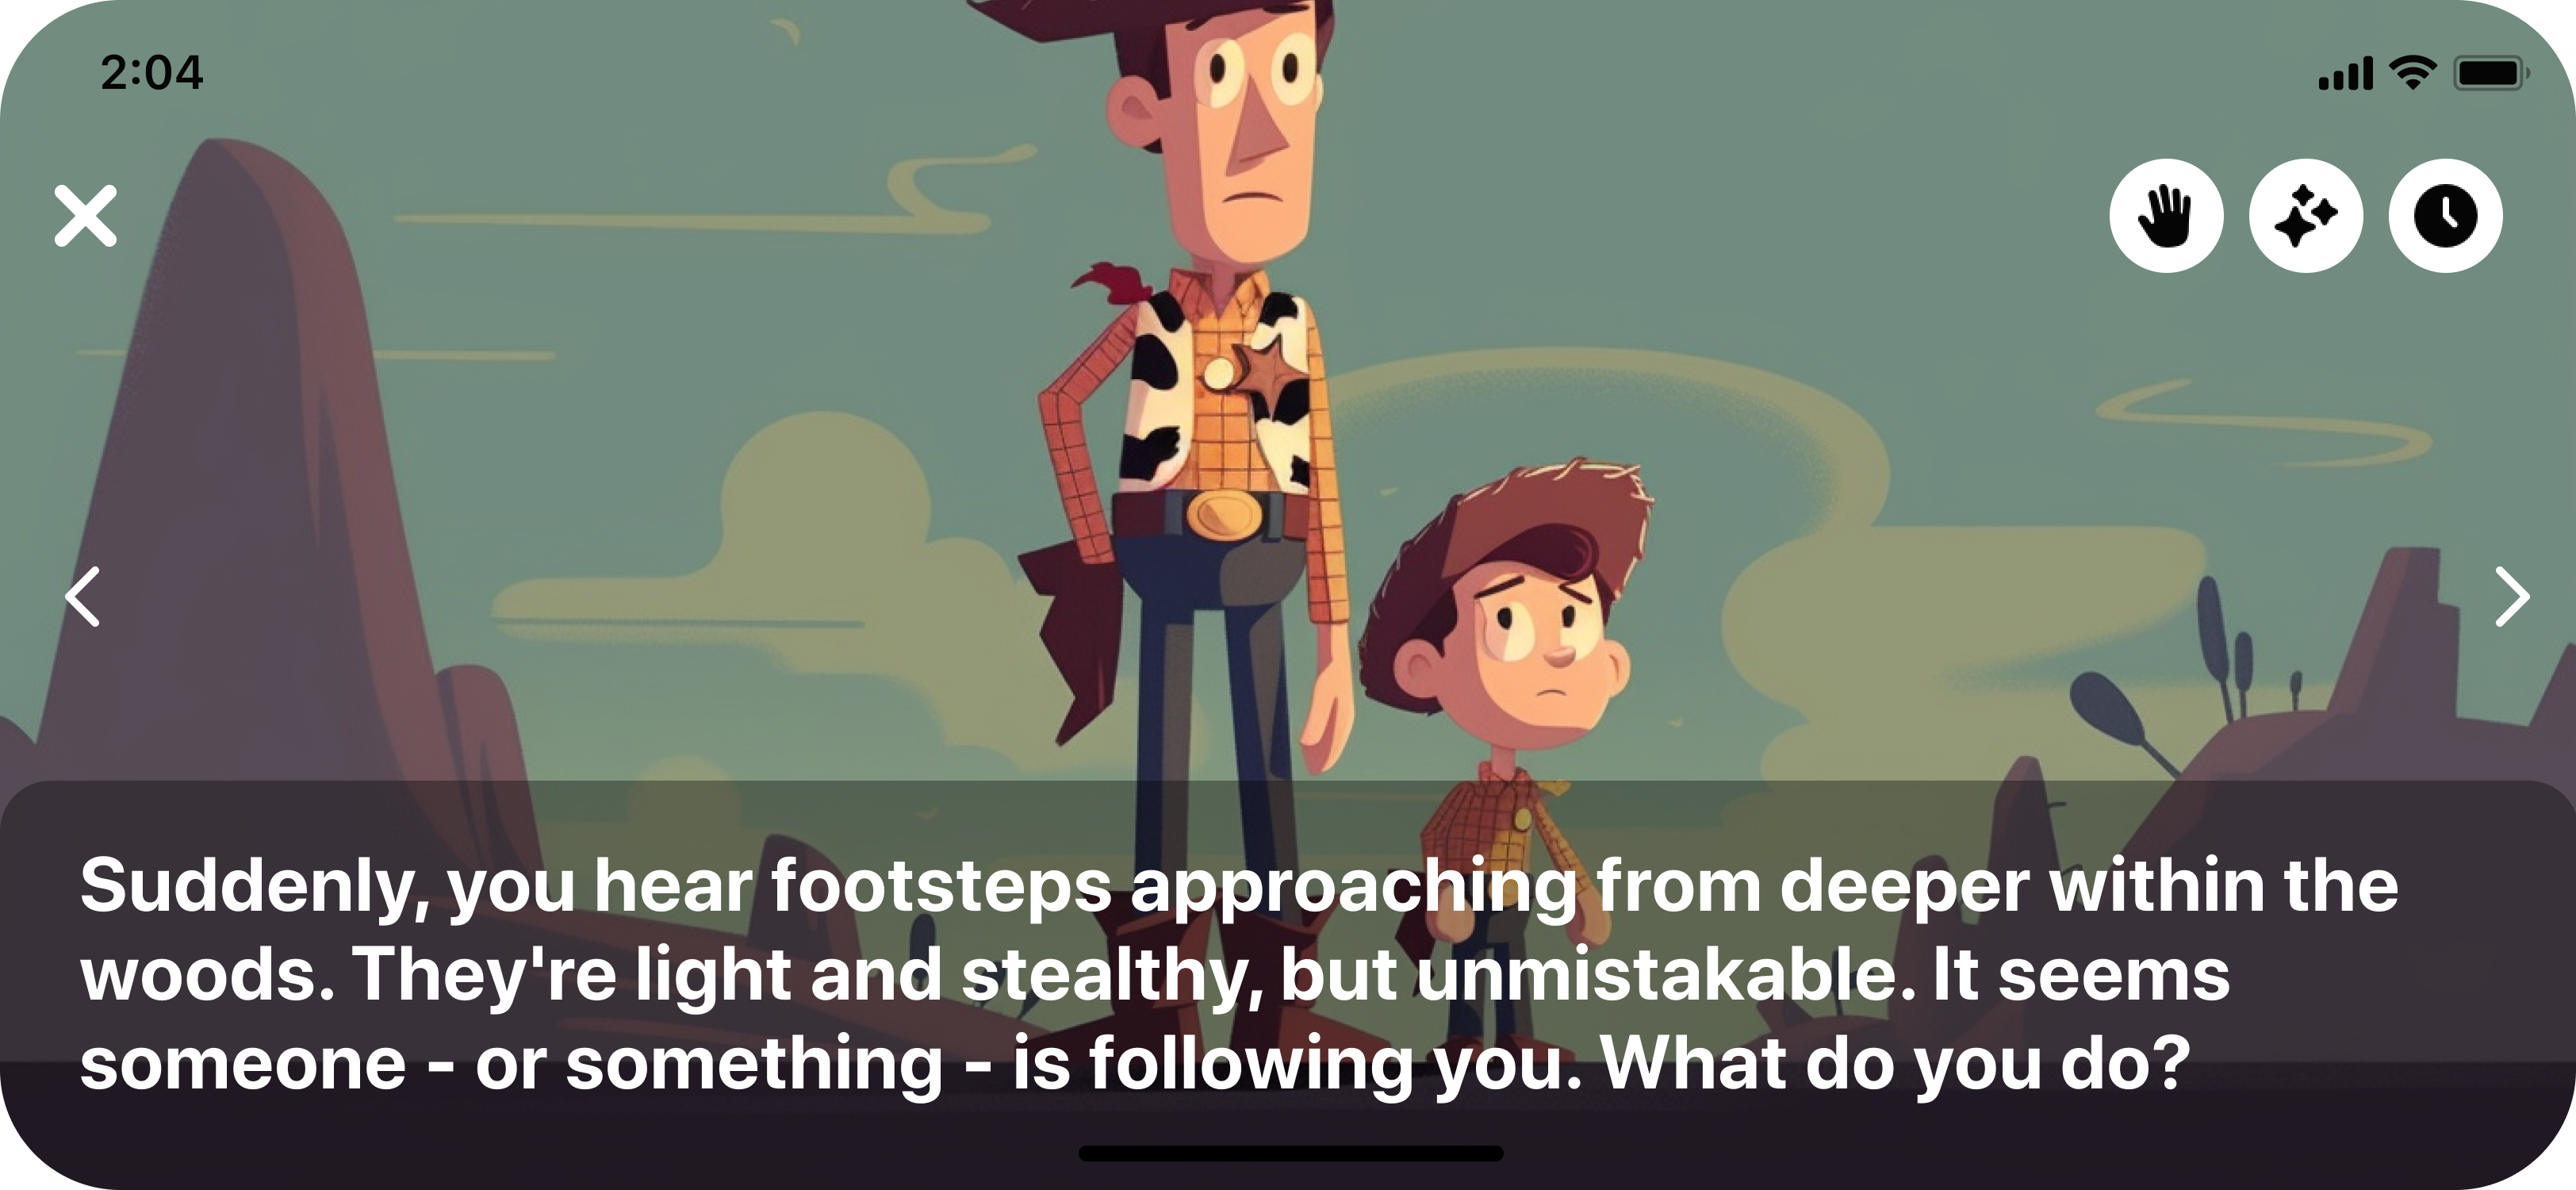 2:04
Suddenly, you hear footsteps approaching from deeper within the
woods. They're light and stealthy, but unmistakable. It seems
someone - or something - is following you. What do you do?